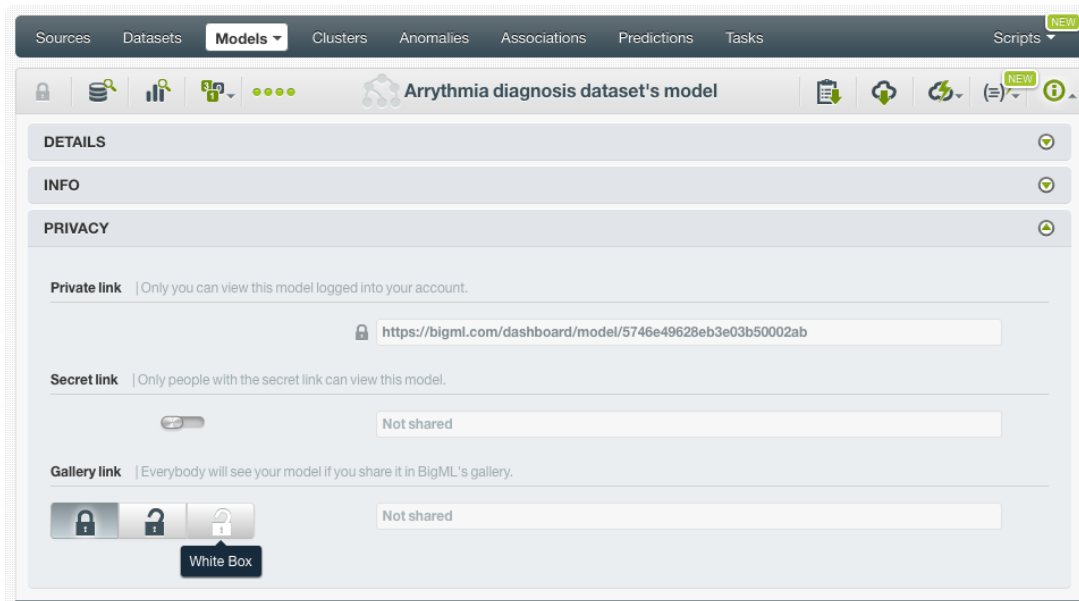 Sources Datasets Models Clusters Anomalies Associations Predictions Tasks Scripts NEW
Arrythmia diagnosis dataset's model NEW
DETAILS
INFO
PRIVACY
Private link | Only you can view this model logged into your account.
https://bigml.com/dashboard/model/5746e49628eb3e03b50002ab
Secret link | Only people with the secret link can view this model.
Not shared
Gallery link | Everybody will see your model if you share it in BigML's gallery.
Not shared
White Box